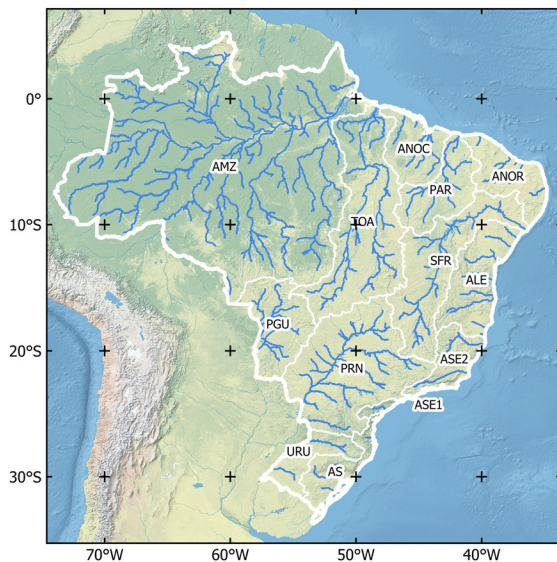 0°
10°S
20°S
30°S
AMZ
TOA
ANOC
PAR
ANOR
SFR
ALE
PGU
PRN
ASE2
ASE1
URU
AS
70°W 60°W 50°W 40°W